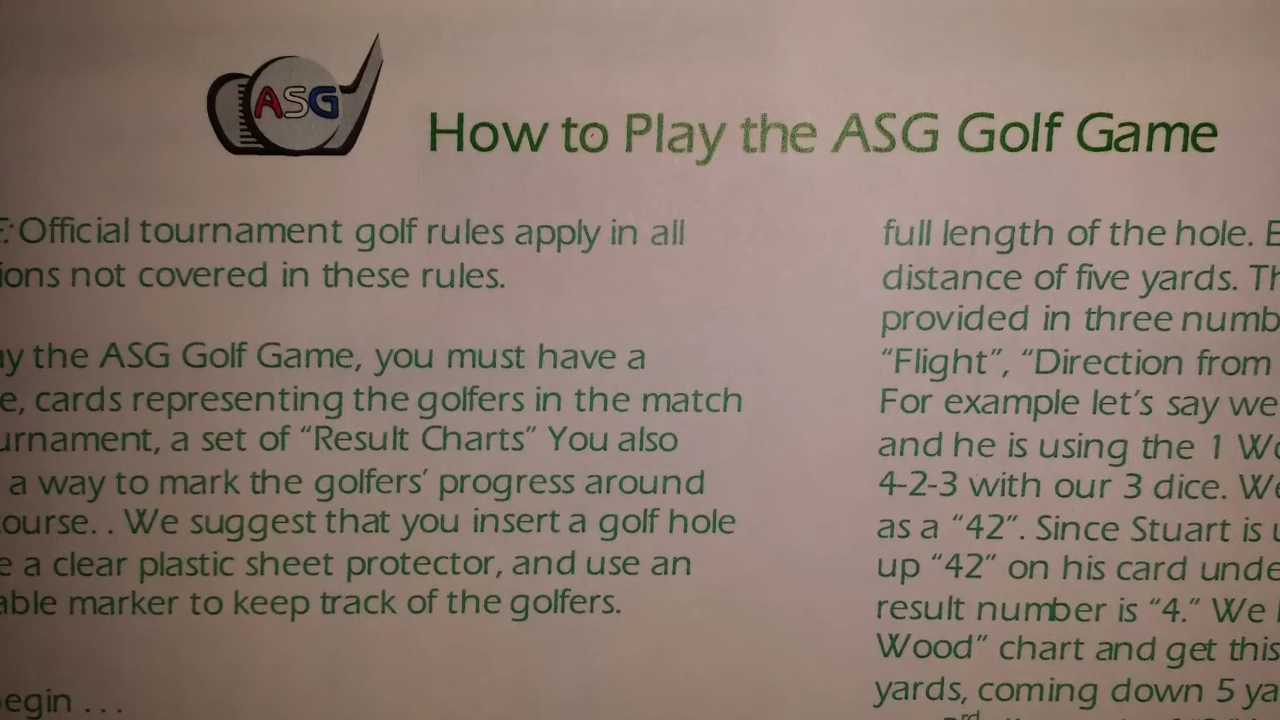 ASG
How to Play the ASG Golf Game
Official tournament golf rules apply in all
not covered in these rules.
the ASG Golf Game, you must have a
cards representing the golfers in the match
a set of “Result Charts” You also
a way to mark the golfers’ progress around
. . We suggest that you insert a golf hole
a clear plastic sheet protector, and use an
marker to keep track of the golfers.
. . .
full length of the hole.
distance of five yards.
provided in three
“Flight”, “Direction from
For example let’s say we
and he is using the 1
4-2-3 with our 3 dice.
as a “42”. Since Stuart is
up “42” on his card
result number is “4.” We
Wood” chart and get this
yards, coming down 5